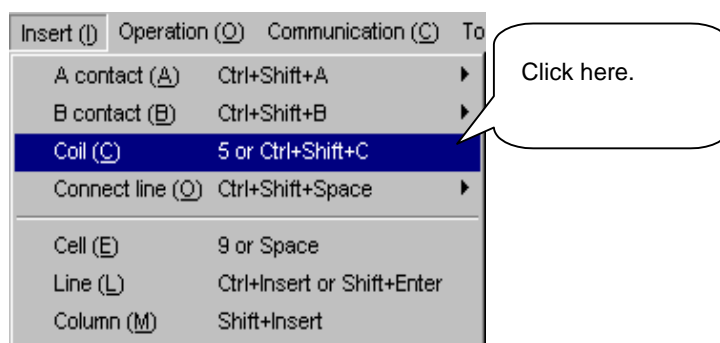 Insert (I) Operation (O) Communication (C) To
A contact (A) Ctrl+Shift+A
B contact (B) Ctrl+Shift+B
Coil (C) 5 or Ctrl+Shift+C
Connect line (O) Ctrl+Shift+Space
Cell (E) 9 or Space
Line (L) Ctrl+Insert or Shift+Enter
Column (M) Shift+Insert
Click here.